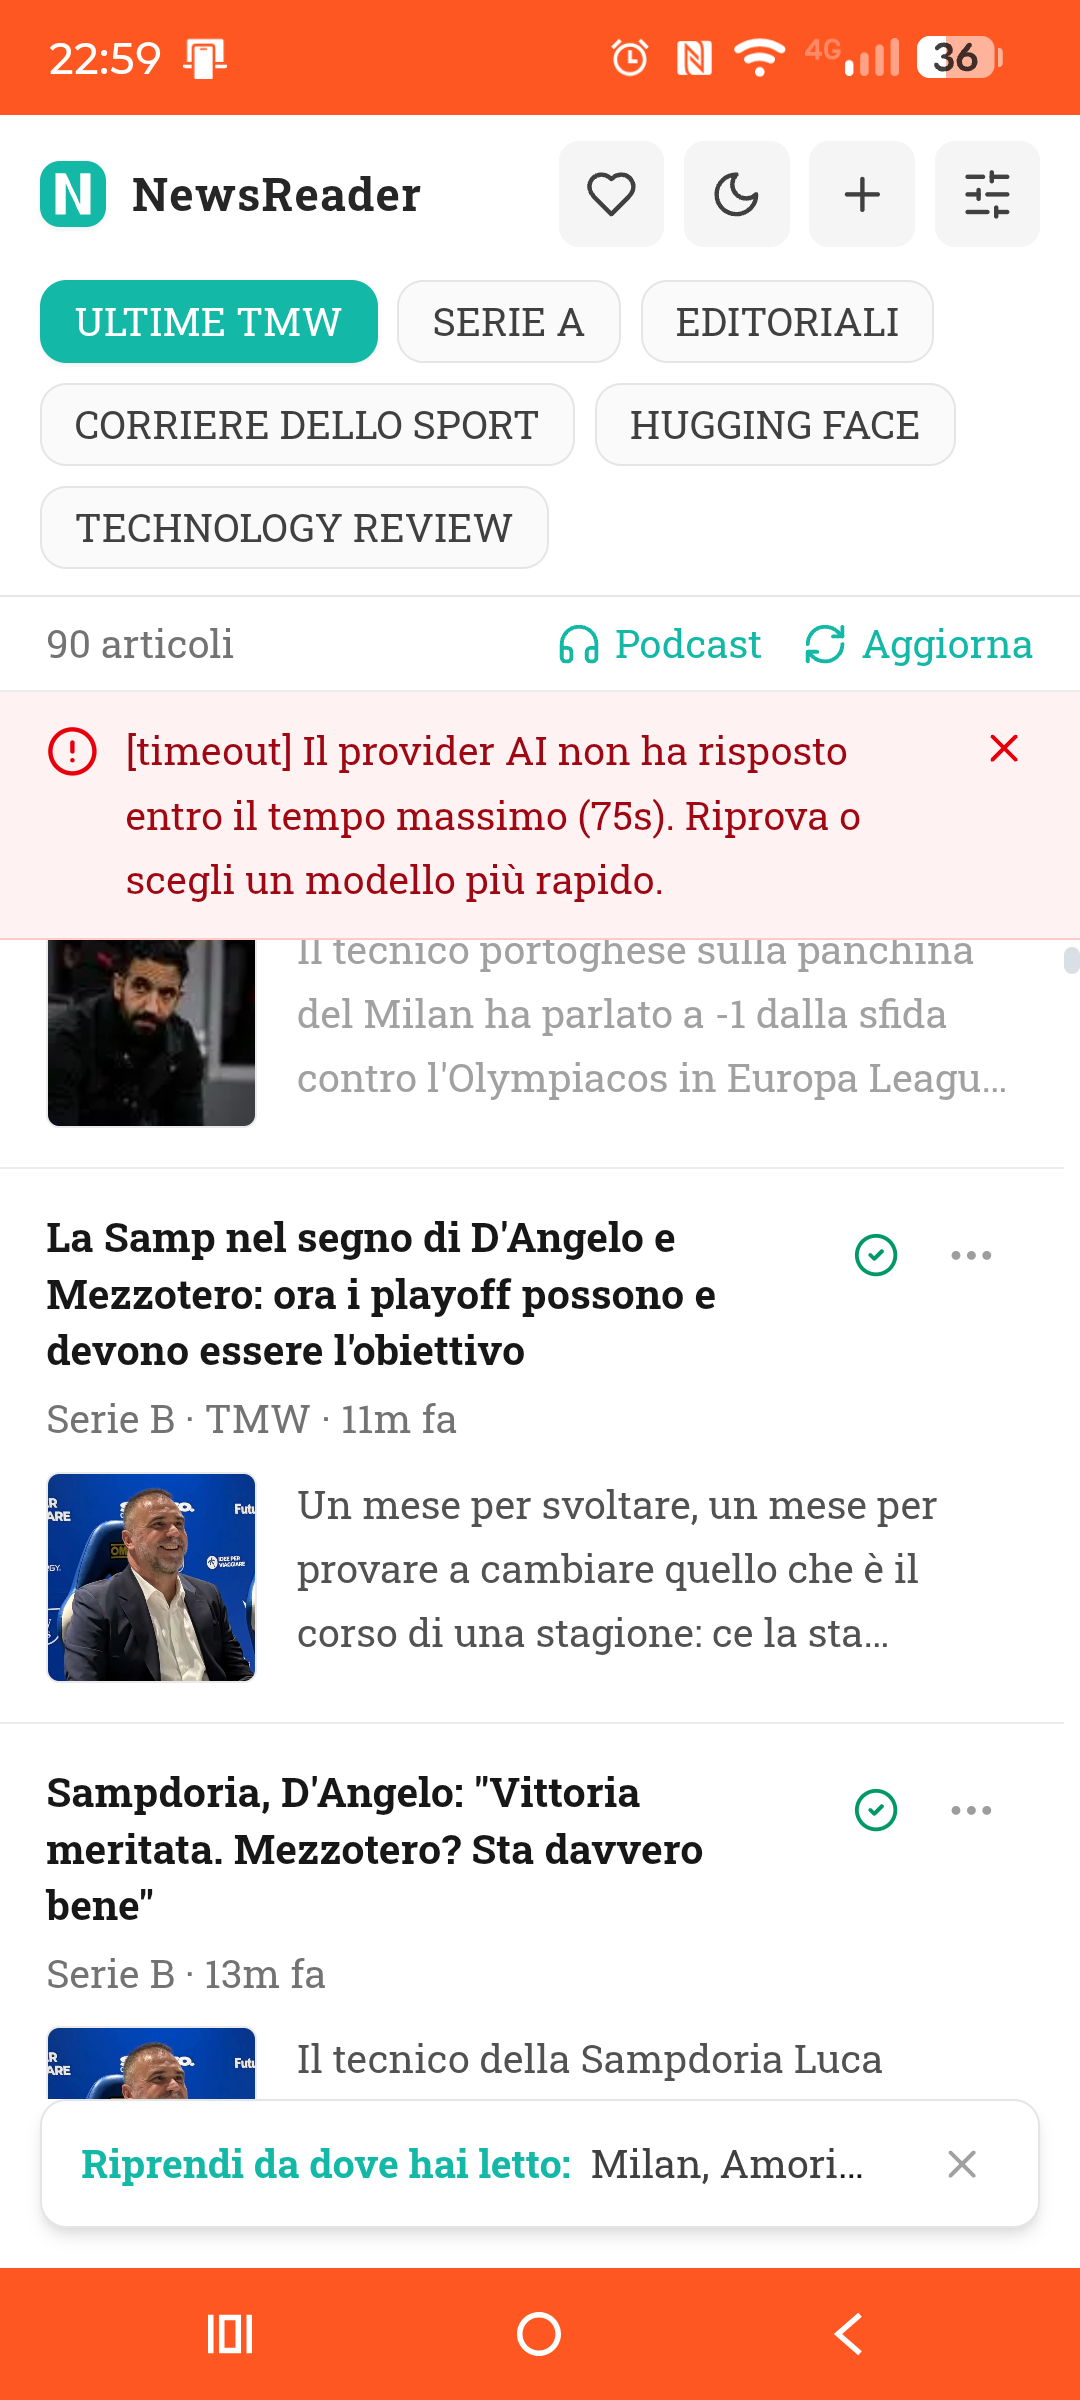 22:59
4G
36
N NewsReader
ULTIME TMW
SERIE A
EDITORIALI
CORRIERE DELLO SPORT
HUGGING FACE
TECHNOLOGY REVIEW
90 articoli
Podcast
Aggiorna
[timeout] Il provider AI non ha risposto
entro il tempo massimo (75s). Riprova o
scegli un modello più rapido.
Il tecnico portoghese sulla panchina
del Milan ha parlato a -1 dalla sfida
contro l'Olympiacos in Europa Leagu...
La Samp nel segno di D'Angelo e
Mezzotero: ora i playoff possono e
devono essere l'obiettivo
Serie B · TMW · 11m fa
Un mese per svoltare, un mese per
provare a cambiare quello che è il
corso di una stagione: ce la sta...
Sampdoria, D'Angelo: "Vittoria
meritata. Mezzotero? Sta davvero
bene"
Serie B · 13m fa
Il tecnico della Sampdoria Luca
Riprendi da dove hai letto: Milan, Amori...